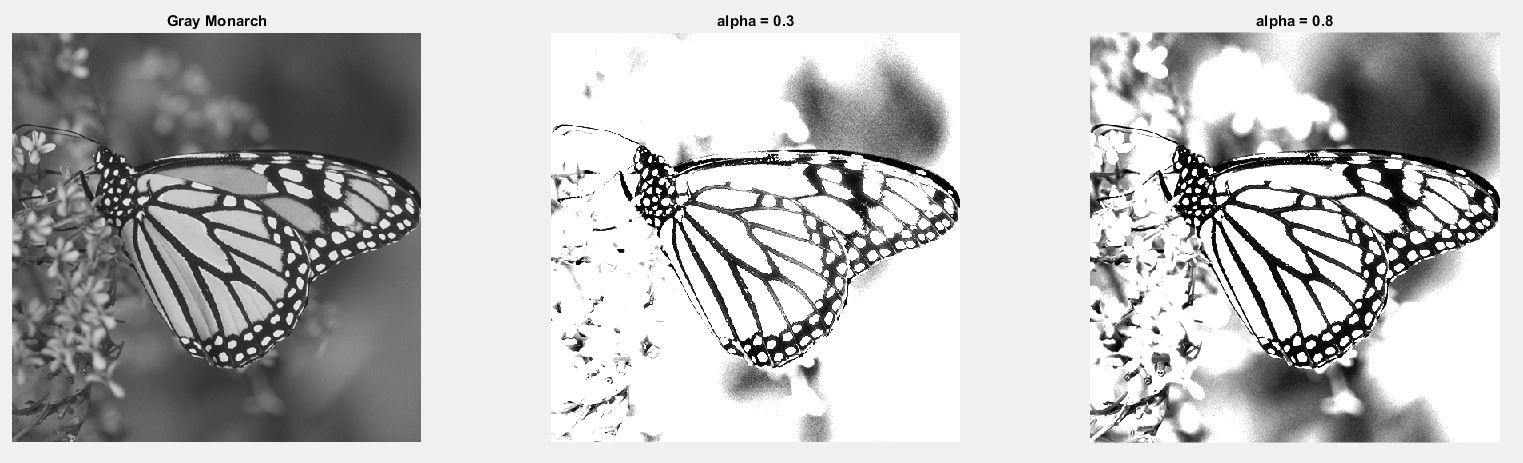 Gray Monarch
alpha = 0.3
alpha = 0.8